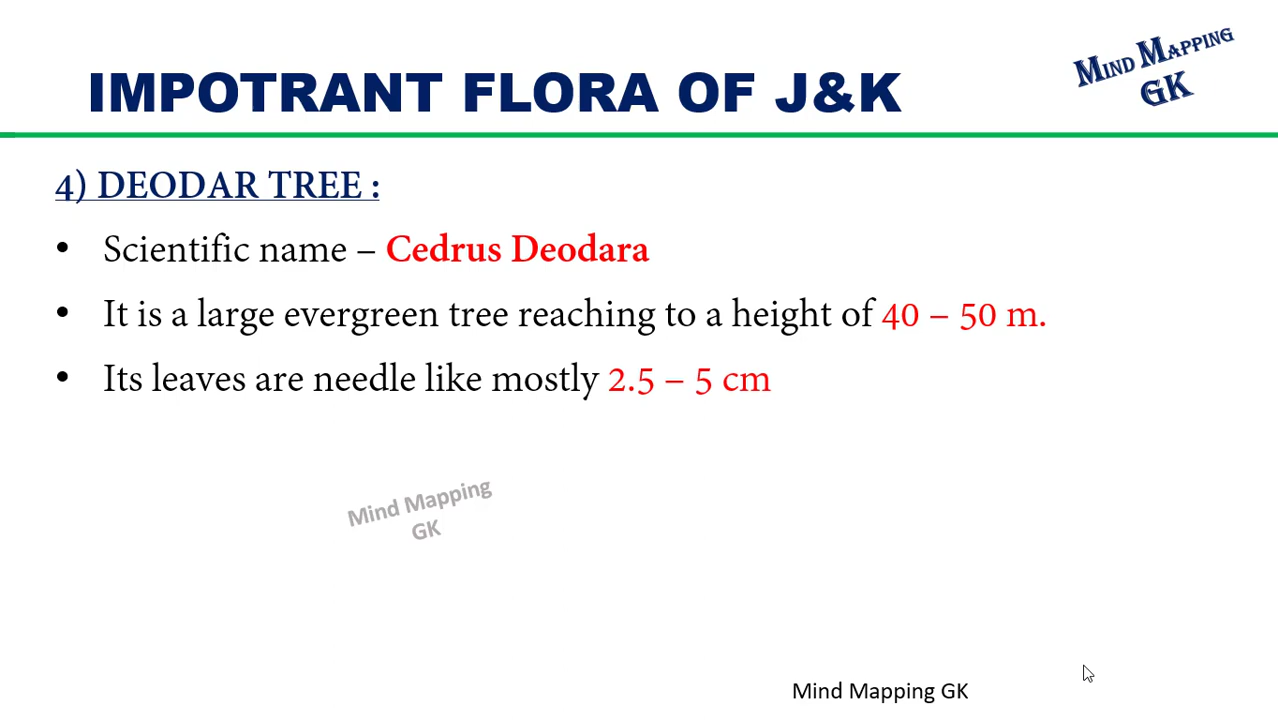 IMPOTRANT FLORA OF J&K
MIND MAPPING
GK
4) DEODAR TREE :
• Scientific name – Cedrus Deodara
• It is a large evergreen tree reaching to a height of 40 – 50 m.
• Its leaves are needle like mostly 2.5 – 5 cm
Mind Mapping
GK
Mind Mapping GK